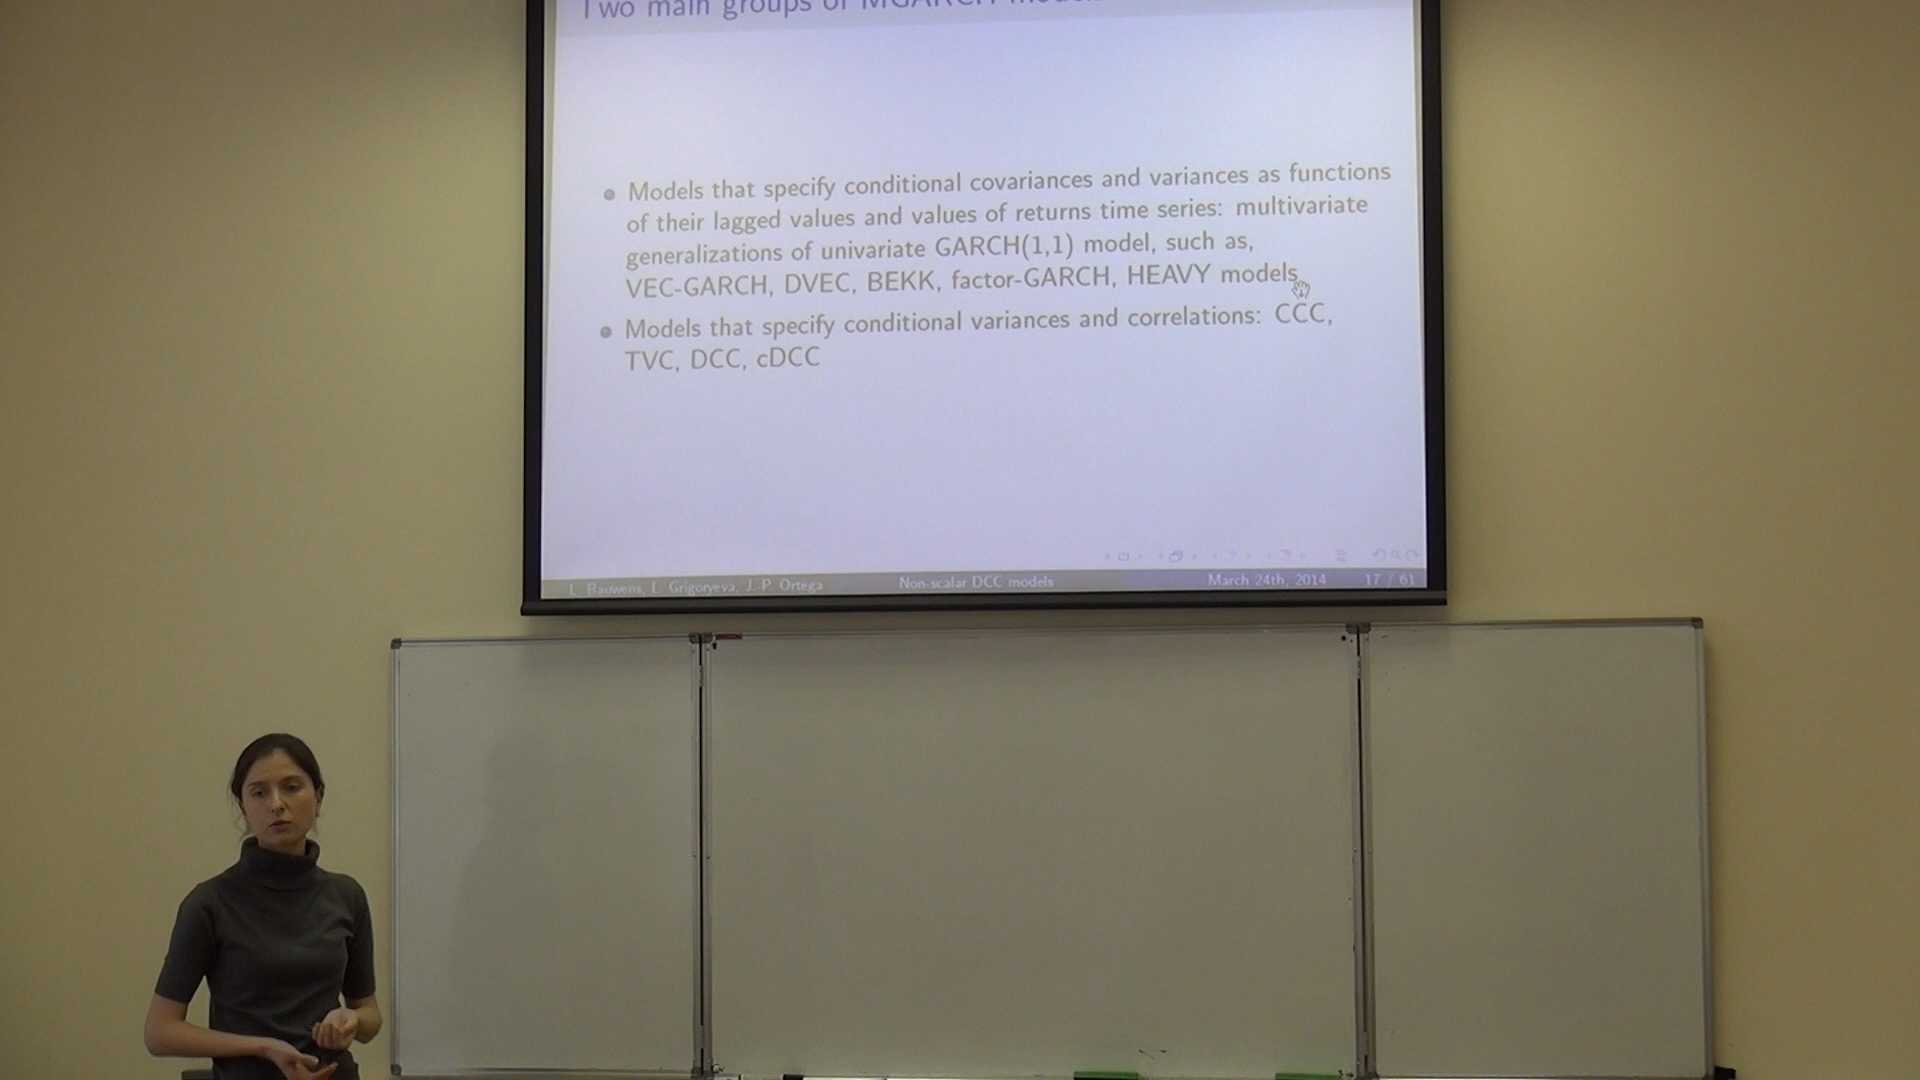 Two main groups of MGARCH
Models that specify conditional covariances and variances as functions
of their lagged values and values of returns time series: multivariate
generalizations of univariate GARCH(1,1) model, such as,
VEC-GARCH, DVEC, BEKK, factor-GARCH, HEAVY models
Models that specify conditional variances and correlations: CCC,
TVC, DCC, cDCC
L. Bauwens, L. Grigoryeva, J.-P. Ortega Non-scalar DCC models March 24th, 2014 17 / 61